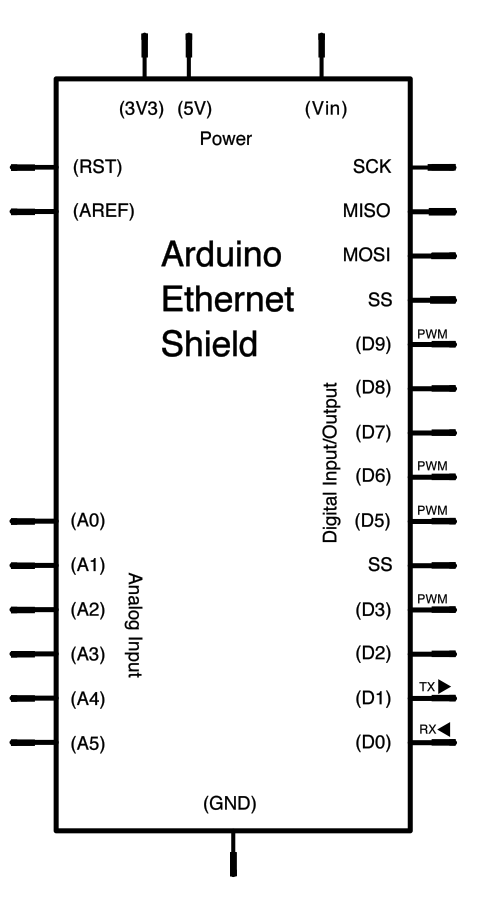 (3V3) (5V) (Vin)
Power
(RST) SCK
(AREF) MISO
Arduino
Ethernet
Shield
MOSI
SS
(D9) PWM
(D8)
(D7)
(D6) PWM
Digital Input/Output
(A0) (D5) PWM
(A1) SS
(A2) (D3) PWM
Analog Input
(A3) (D2)
(A4) (D1) TX
(A5) (D0) RX
(GND)